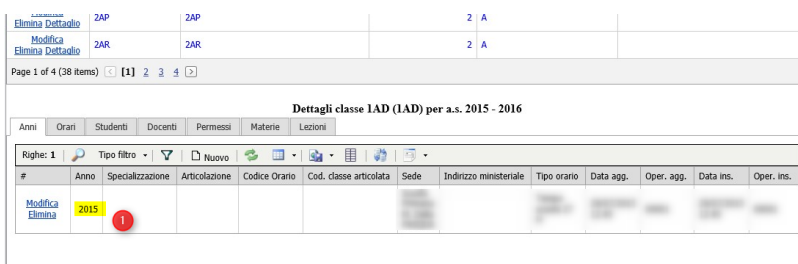 Elimina Dettaglio 2AP 2AP 2 A
Modifica
Elimina Dettaglio 2AR 2AR 2 A
Page 1 of 4 (38 items) [1] 2 3 4
Dettagli classe 1AD (1AD) per a.s. 2015 - 2016
Anni Orari Studenti Docenti Permessi Materie Lezioni
Righe: 1 Tipo filtro Nuovo
# Anno Specializzazione Articolazione Codice Orario Cod. classe articolata Sede Indirizzo ministeriale Tipo orario Data agg. Oper. agg. Data ins. Oper. ins.
Modifica
Elimina 2015 1